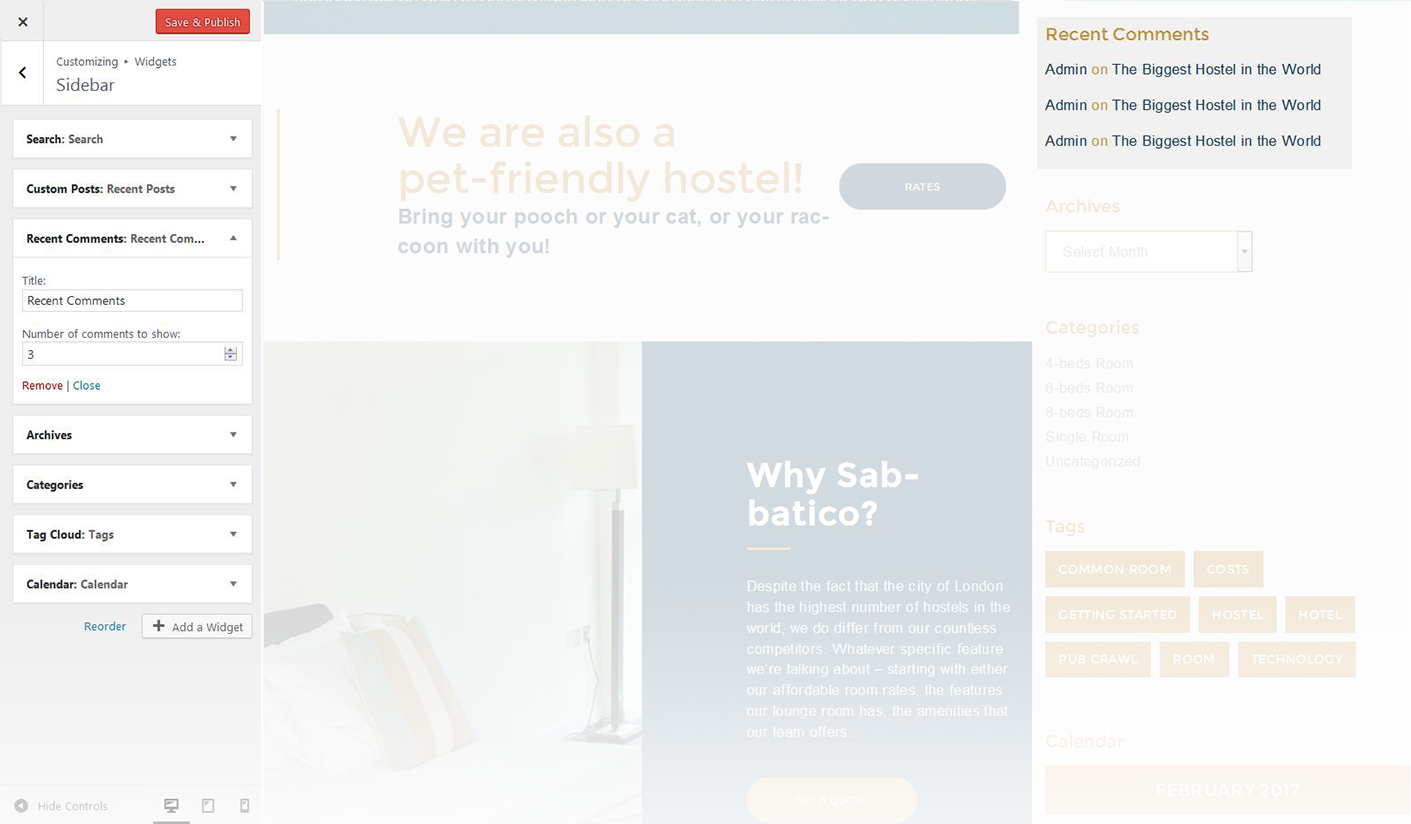 Save & Publish
Customizing ▸ Widgets
Sidebar
Search: Search
Custom Posts: Recent Posts
Recent Comments: Recent Com...
Title:
Recent Comments
Number of comments to show:
3
Remove | Close
Archives
Categories
Tag Cloud: Tags
Calendar: Calendar
Reorder
Add a Widget
Hide Controls
We are also a
pet-friendly hostel!
Bring your pooch or your cat, or your rac-
coon with you!
RATES
Why Sab-
batico?
Despite the fact that the city of London
has the highest number of hostels in the
world, we do differ from our countless
competitors. Whatever specific feature
we're talking about – starting with either
our affordable room rates, the features
our lounge room has, the amenities that
our team offers...
GET A QUOTE
Recent Comments
Admin on The Biggest Hostel in the World
Admin on The Biggest Hostel in the World
Admin on The Biggest Hostel in the World
Archives
Select Month
Categories
4-beds Room
6-beds Room
8-beds Room
Single Room
Uncategorized
Tags
COMMON ROOM COSTS
GETTING STARTED HOSTEL HOTEL
PUB CRAWL ROOM TECHNOLOGY
Calendar
FEBRUARY 2017